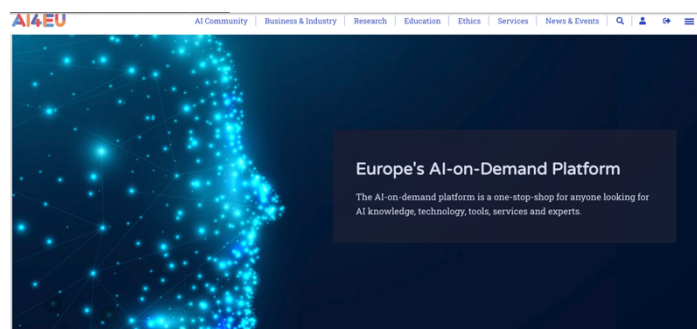 AI4EU
AI Community Business & Industry Research Education Ethics Services News & Events
Europe's AI-on-Demand Platform
The AI-on-demand platform is a one-stop-shop for anyone looking for
AI knowledge, technology, tools, services and experts.